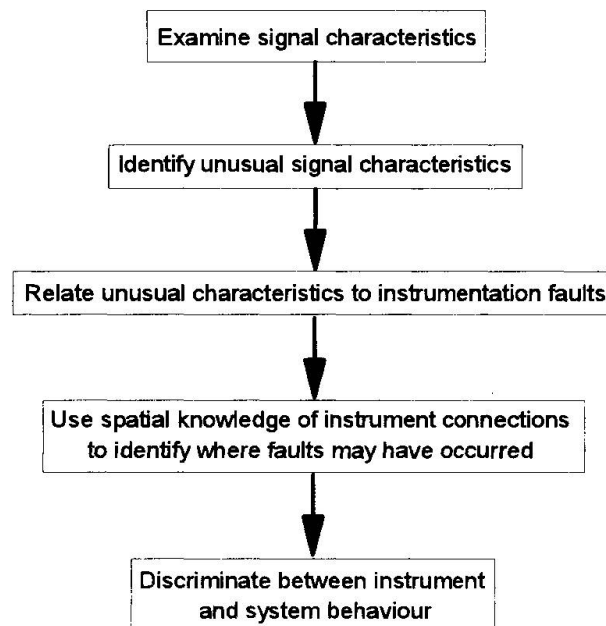 Examine signal characteristics
Identify unusual signal characteristics
Relate unusual characteristics to instrumentation faults
Use spatial knowledge of instrument connections
to identify where faults may have occurred
Discriminate between instrument
and system behaviour